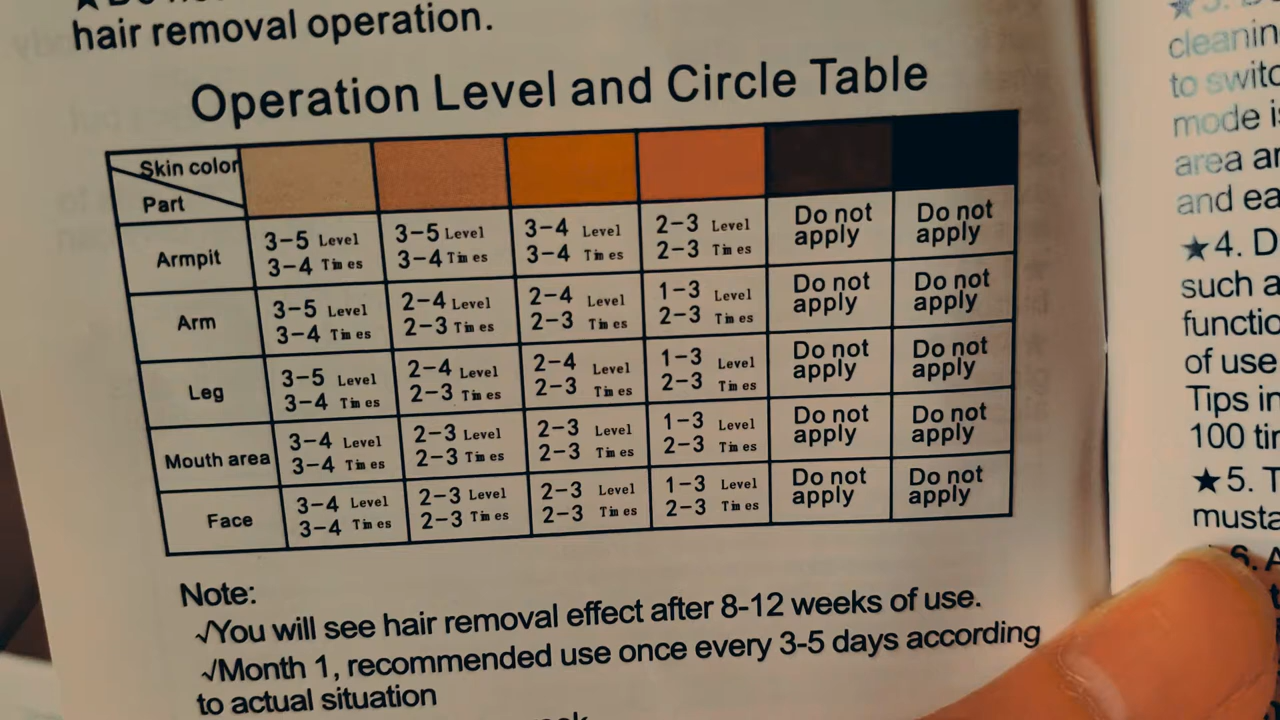 hair removal operation.
Operation Level and Circle Table
Skin color
Part
Armpit
3-5 Level
3-4 Times
3-5 Level
3-4 Times
3-4 Level
3-4 Times
2-3 Level
2-3 Times
Do not
apply
Do not
apply
Arm
3-5 Level
3-4 Times
2-4 Level
2-3 Times
2-4 Level
2-3 Times
1-3 Level
2-3 Times
Do not
apply
Do not
apply
Leg
3-5 Level
3-4 Times
2-4 Level
2-3 Times
2-4 Level
2-3 Times
1-3 Level
2-3 Times
Do not
apply
Do not
apply
Mouth area
3-4 Level
3-4 Times
2-3 Level
2-3 Times
2-3 Level
2-3 Times
1-3 Level
2-3 Times
Do not
apply
Do not
apply
Face
3-4 Level
3-4 Times
2-3 Level
2-3 Times
2-3 Level
2-3 Times
1-3 Level
2-3 Times
Do not
apply
Do not
apply
Note:
√You will see hair removal effect after 8-12 weeks of use.
√Month 1, recommended use once every 3-5 days according
to actual situation
to
mode
area
and
★4.
such
of use
Tips
100
★5.
6.